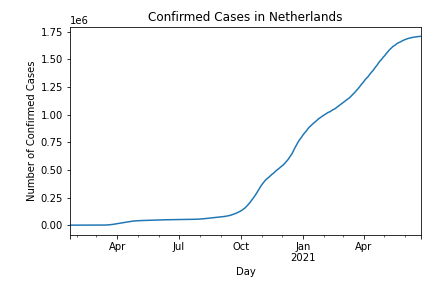 Confirmed Cases in Netherlands
1e6
1.75
1.50
1.25
1.00
0.75
0.50
0.25
0.00
Number of Confirmed Cases
Apr Jul Oct Jan Apr
2021
Day